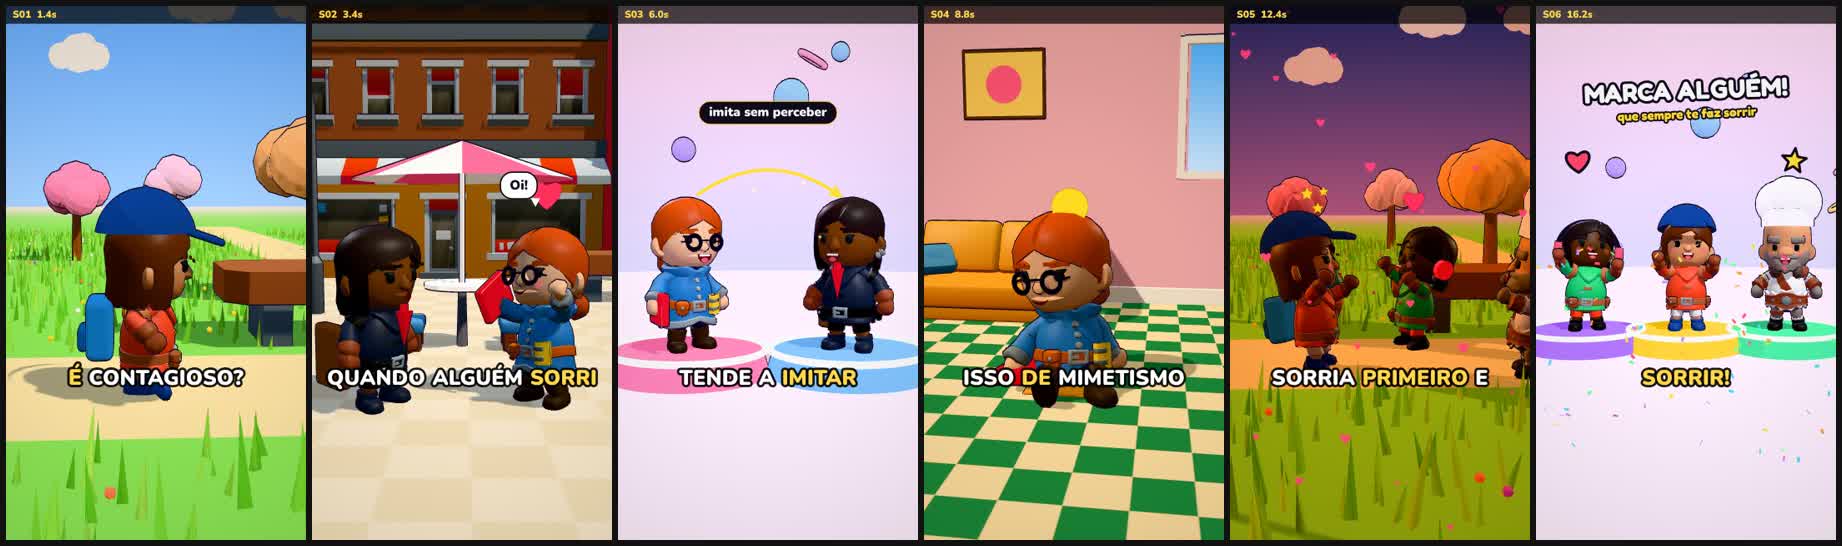 S01 1.4s
É CONTAGIOSO?
S02 3.4s
Oi!
QUANDO ALGUÉM SORRI
S03 6.0s
imita sem perceber
TENDE A IMITAR
S04 8.8s
ISSO DE MIMETISMO
S05 12.4s
SORRIA PRIMEIRO E
S06 16.2s
MARCA ALGUÉM!
que sempre te faz sorrir
SORRIR!